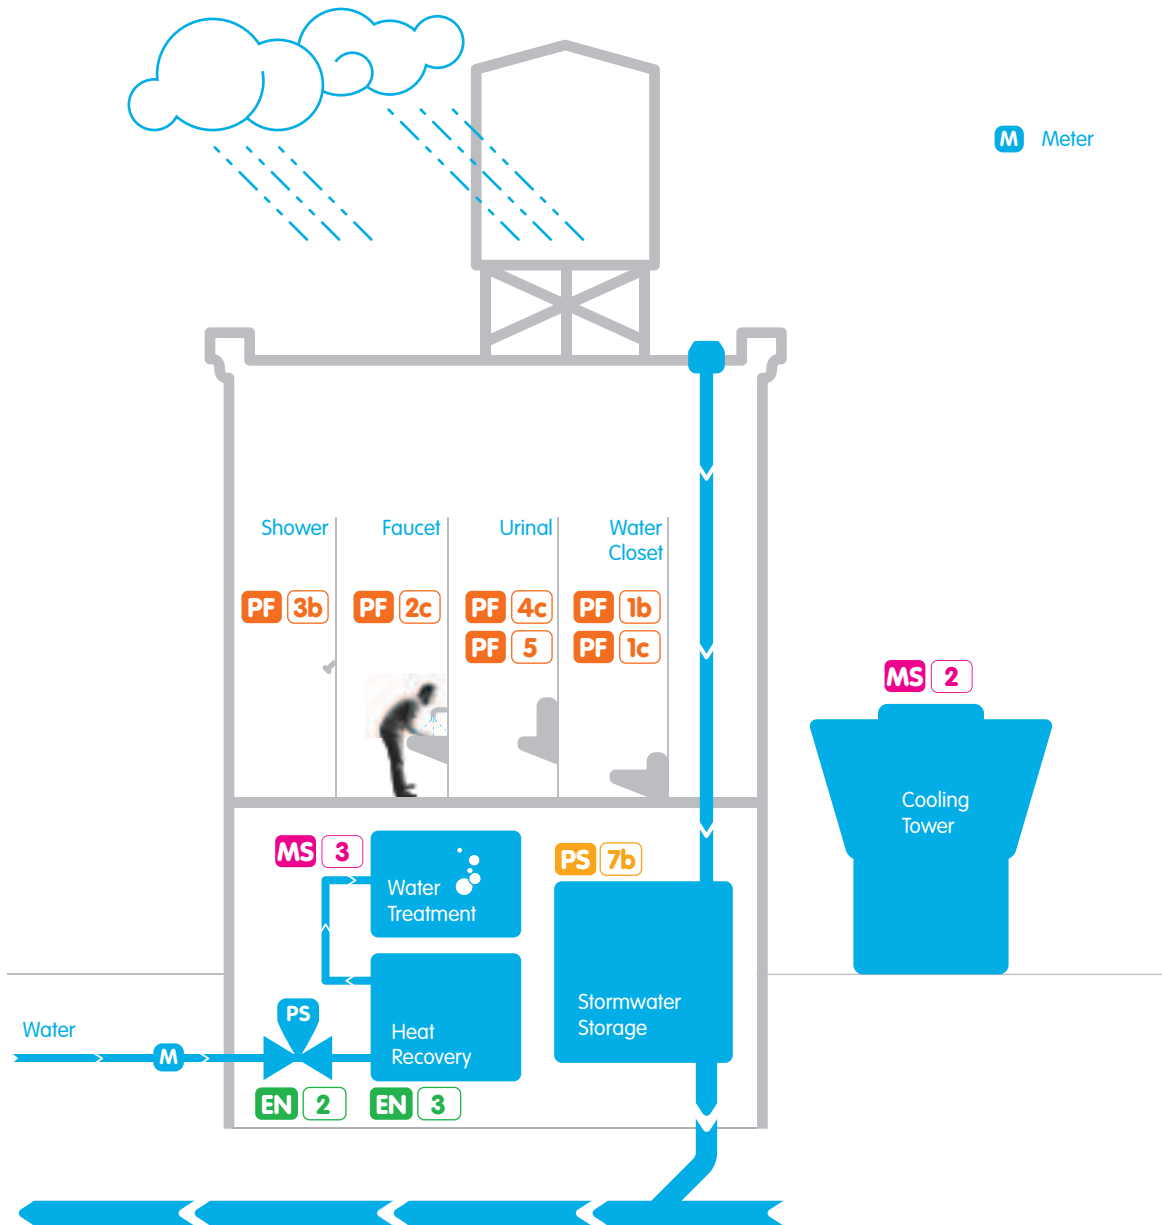 M Meter
Shower
Faucet
Urinal
Water
Closet
PF 3b
PF 2c
PF 4c
PF 1b
PF 5
PF 1c
MS 2
Cooling
Tower
MS 3
PS 7b
Water
Treatment
Stormwater
Storage
PS
Water
M
Heat
Recovery
EN 2
EN 3